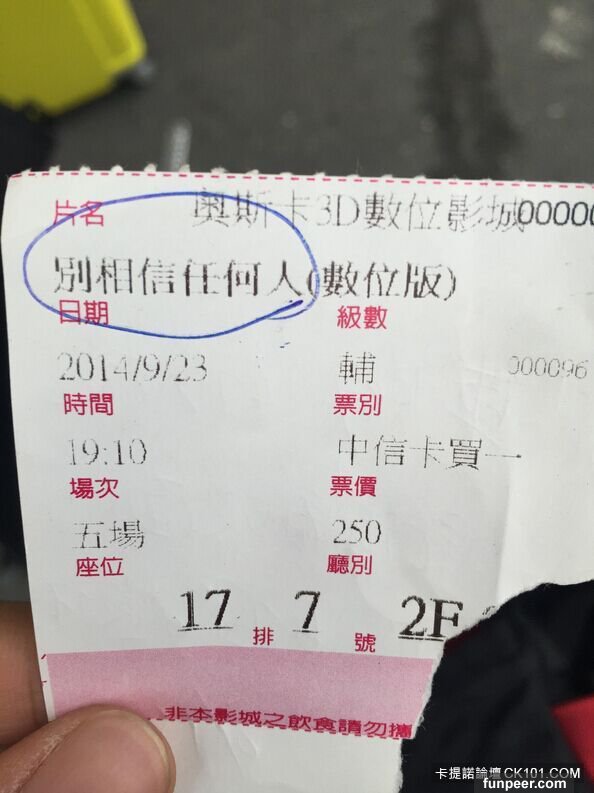 片名 奧斯卡3D數位影城00000
別相信任何人(數位版)
日期 級數
2014/9/23 輔 000096
時間 票別
19:10 中信卡買一
場次 票價
五場 250
座位 廳別
17 排 7 號 2F
非本影城之飲食請勿攜
卡提諾論壇 CK101.COM
funpeer.com